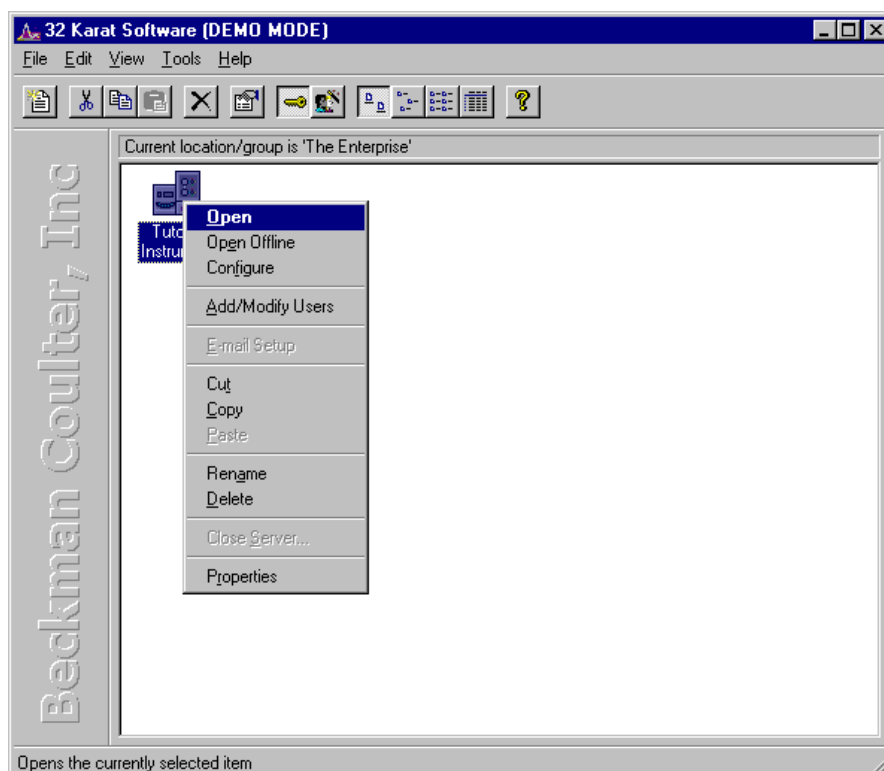 32 Karat Software (DEMO MODE)
File Edit View Tools Help
Current location/group is 'The Enterprise'
Beckman Coulter, Inc
Open
Open Offline
Configure
Add/Modify Users
E-mail Setup
Cut
Copy
Paste
Rename
Delete
Close Server...
Properties
Opens the currently selected item